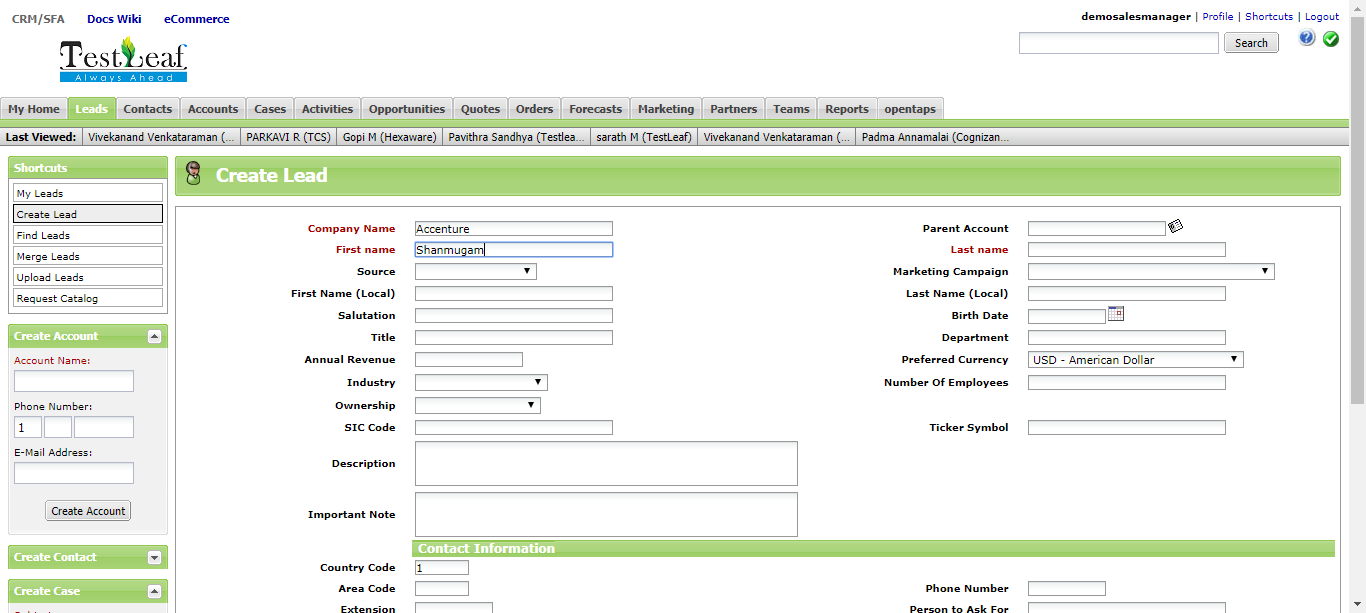 CRM/SFA Docs Wiki eCommerce
demosalesmanager | Profile | Shortcuts | Logout
TestLeaf
Always Ahead
Search
?
My Home Leads Contacts Accounts Cases Activities Opportunities Quotes Orders Forecasts Marketing Partners Teams Reports opentaps
Last Viewed: Vivekanand Venkataraman (... PARKAVI R (TCS) Gopi M (Hexaware) Pavithra Sandhya (Testlea... sarath M (TestLeaf) Vivekanand Venkataraman (... Padma Annamalai (Cognizan...
Shortcuts
My Leads
Create Lead
Find Leads
Merge Leads
Upload Leads
Request Catalog
Create Account
Account Name:
Phone Number:
1
E-Mail Address:
Create Account
Create Contact
Create Case
Create Lead
Company Name Accenture Parent Account
First name Shanmugam Last name
Source Marketing Campaign
First Name (Local) Last Name (Local)
Salutation Birth Date
Title Department
Annual Revenue Preferred Currency USD - American Dollar
Industry Number Of Employees
Ownership
SIC Code Ticker Symbol
Description
Important Note
Contact Information
Country Code 1
Area Code Phone Number
Extension Person to Ask For